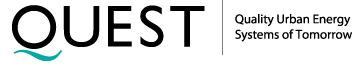 QUEST
Quality Urban Energy
Systems of Tomorrow